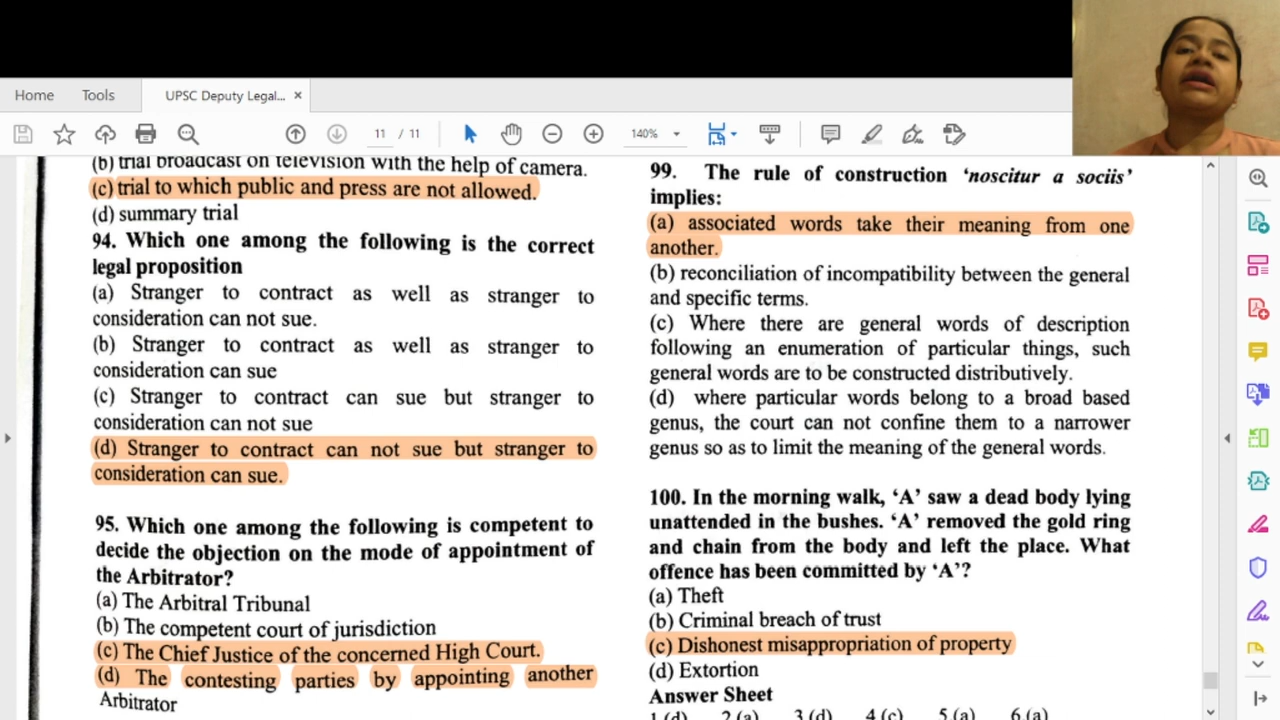 Home
Tools
UPSC Deputy Legal... ×
11 / 11
140%
(b) trial broadcast on television with the help of camera.
(c) trial to which public and press are not allowed.
(d) summary trial
94. Which one among the following is the correct
legal proposition
(a) Stranger to contract as well as stranger to
consideration can not sue.
(b) Stranger to contract as well as stranger to
consideration can sue
(c) Stranger to contract can sue but stranger to
consideration can not sue
(d) Stranger to contract can not sue but stranger to
consideration can sue.
95. Which one among the following is competent to
decide the objection on the mode of appointment of
the Arbitrator?
(a) The Arbitral Tribunal
(b) The competent court of jurisdiction
(c) The Chief Justice of the concerned High Court.
(d) The contesting parties by appointing another
Arbitrator
99. The rule of construction ‘noscitur a sociis’
implies:
(a) associated words take their meaning from one
another.
(b) reconciliation of incompatibility between the general
and specific terms.
(c) Where there are general words of description
following an enumeration of particular things, such
general words are to be constructed distributively.
(d) where particular words belong to a broad based
genus, the court can not confine them to a narrower
genus so as to limit the meaning of the general words.
100. In the morning walk, ‘A’ saw a dead body lying
unattended in the bushes. ‘A’ removed the gold ring
and chain from the body and left the place. What
offence has been committed by ‘A’?
(a) Theft
(b) Criminal breach of trust
(c) Dishonest misappropriation of property
(d) Extortion
Answer Sheet
1.(d) 2.(a) 3.(d) 4.(c) 5.(a) 6.(a)